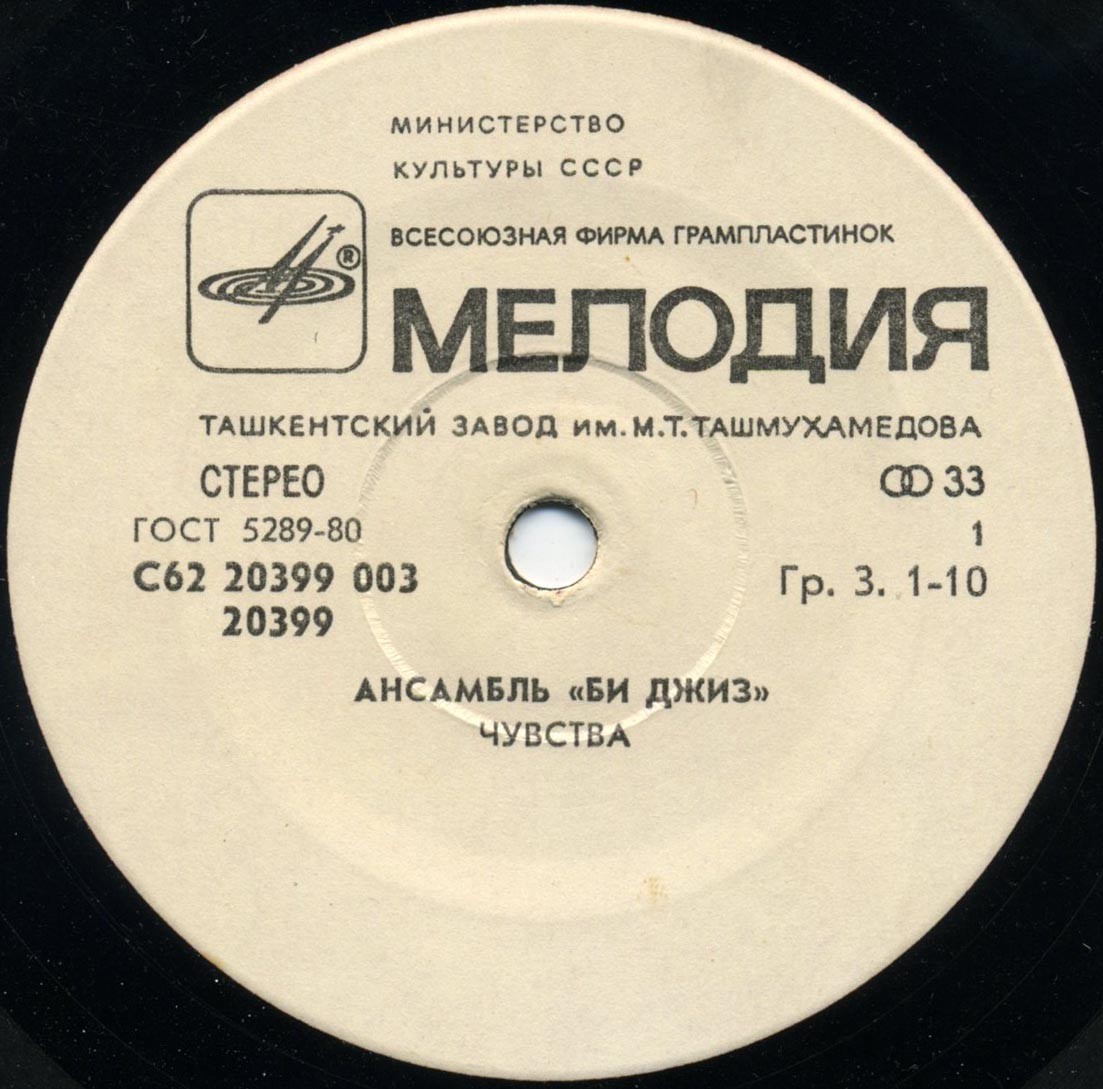 МИНИСТЕРСТВО
КУЛЬТУРЫ СССР
ВСЕСОЮЗНАЯ ФИРМА ГРАМПЛАСТИНОК
®
МЕЛОДИЯ
ТАШКЕНТСКИЙ ЗАВОД им. М.Т. ТАШМУХАМЕДОВА
СТЕРЕО 33
ГОСТ 5289-80 1
С62 20399 003 Гр. 3. 1-10
20399
АНСАМБЛЬ «БИ ДЖИЗ»
ЧУВСТВА